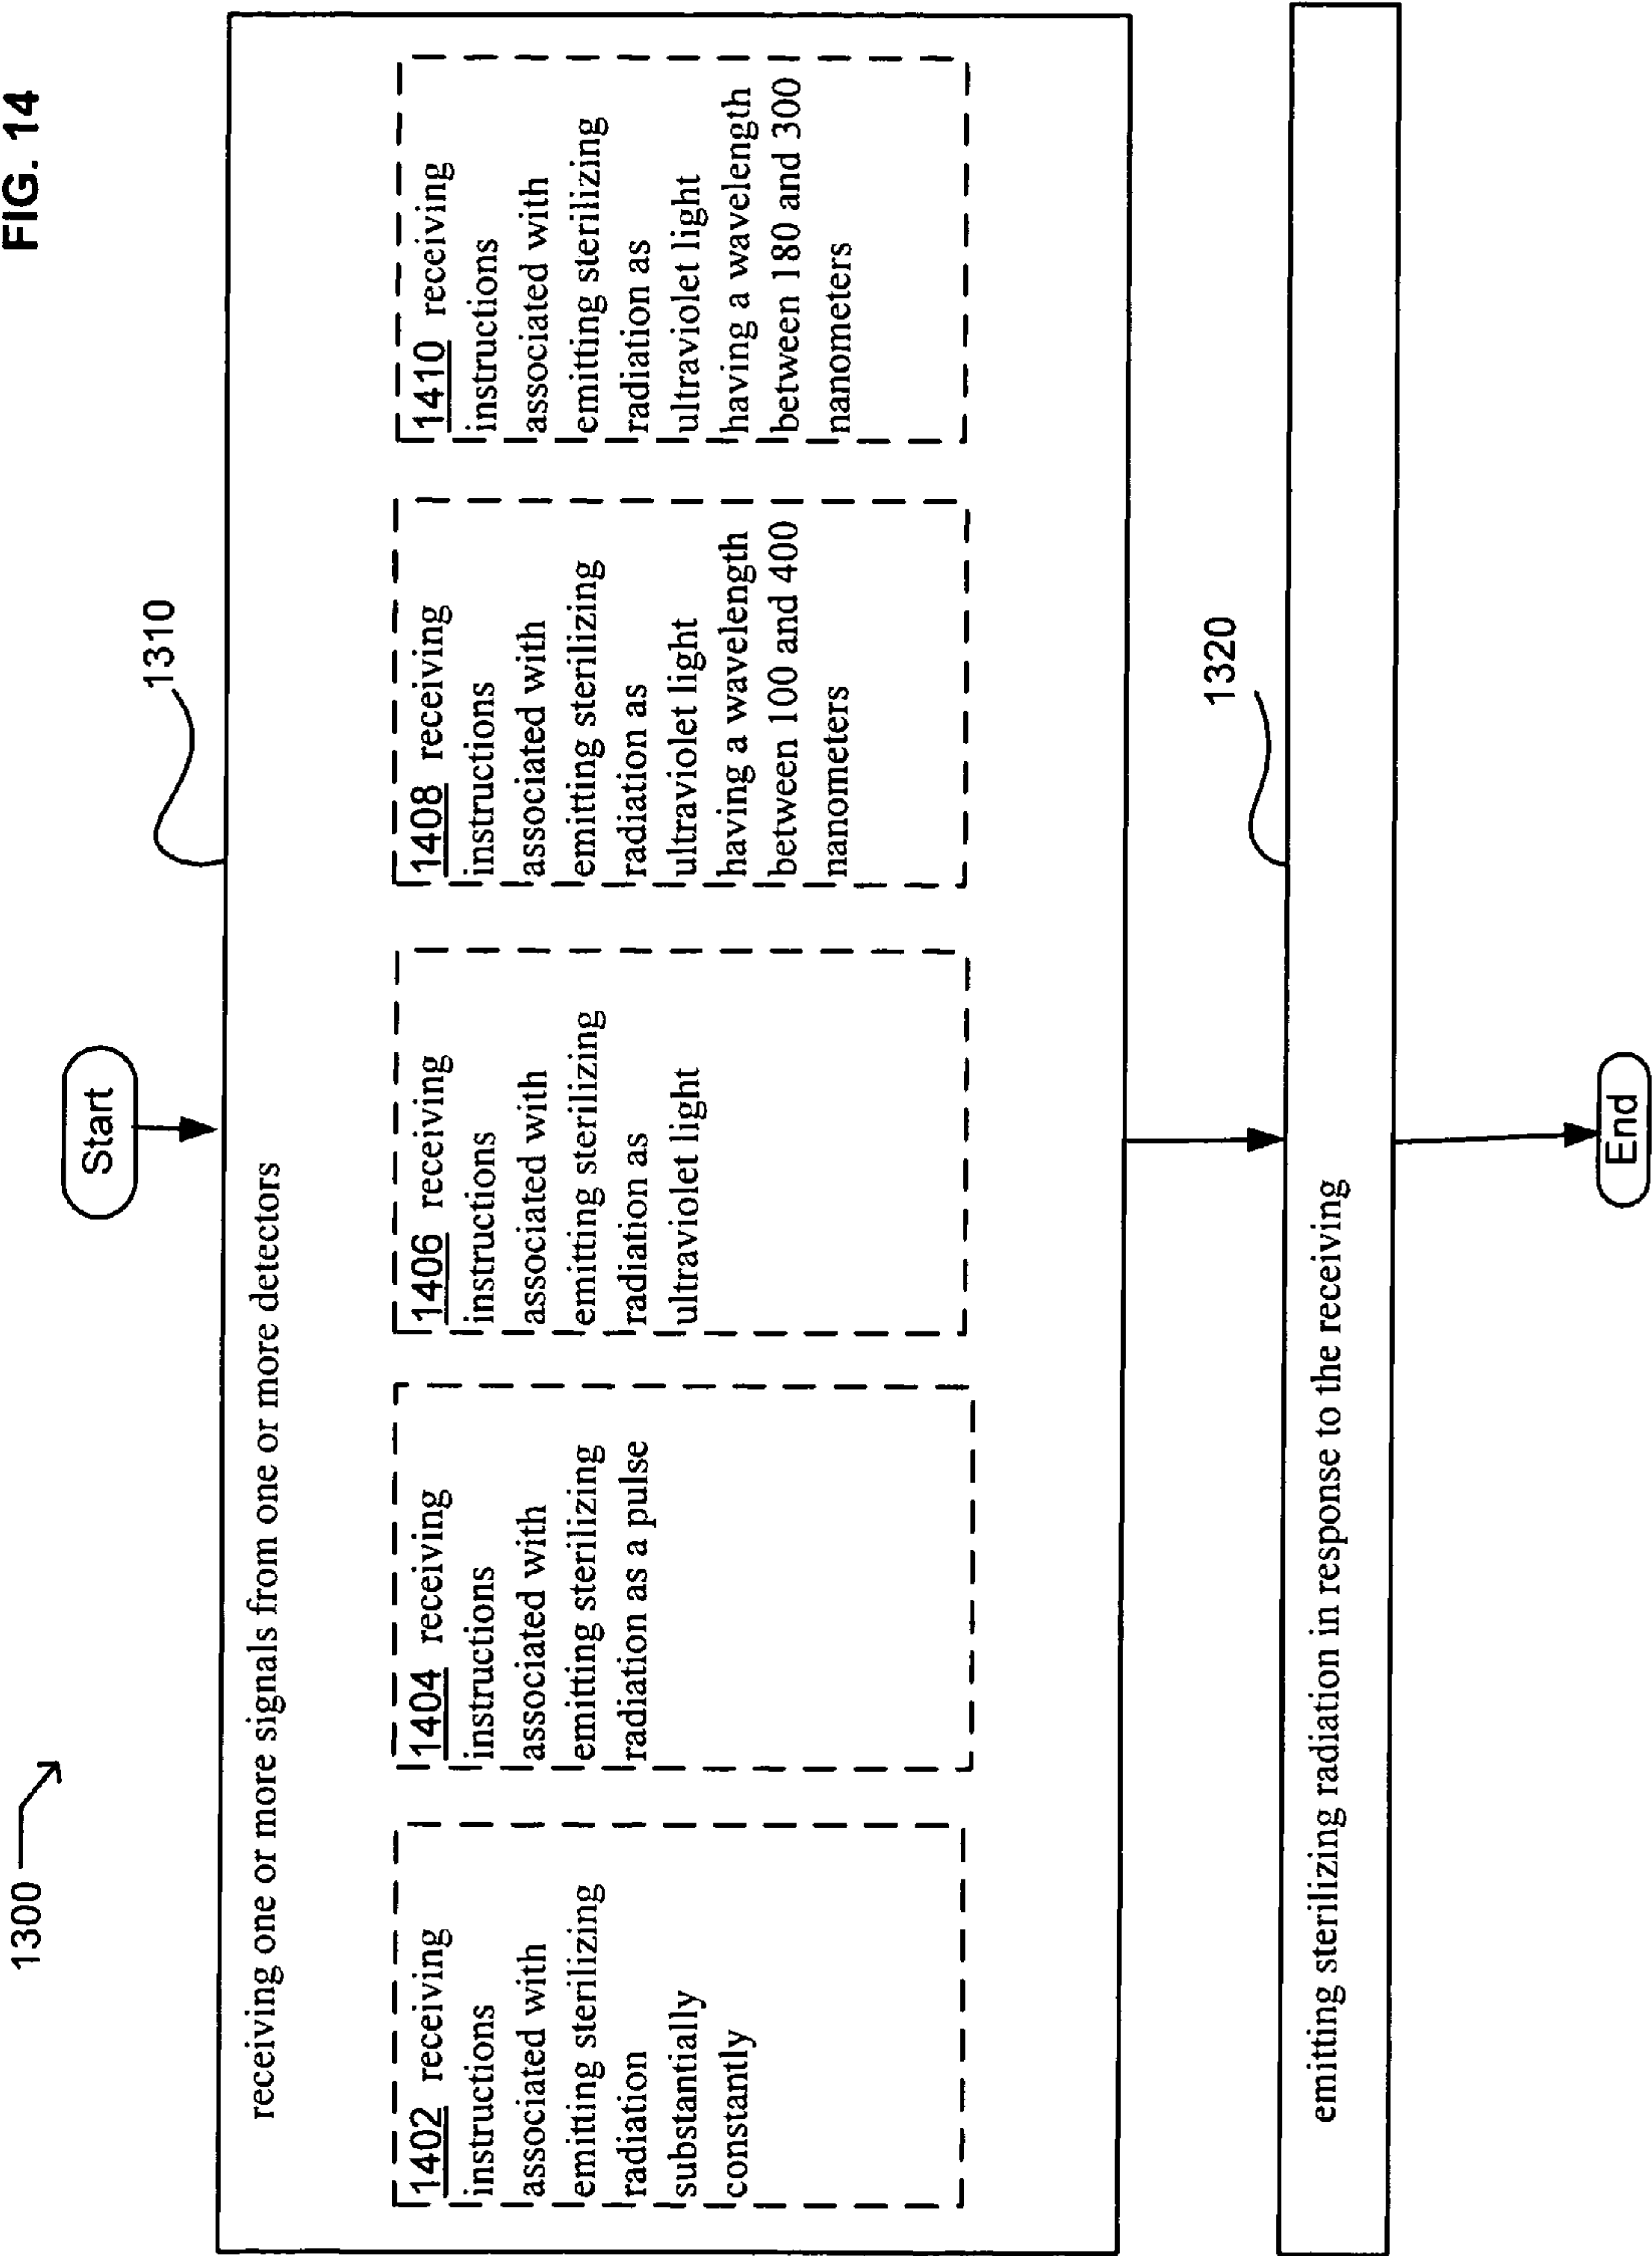 FIG. 14
1300
Start
1310
receiving one or more signals from one or more detectors
1402 receiving
instructions
associated with
emitting sterilizing
radiation
substantially
constantly
1404 receiving
instructions
associated with
emitting sterilizing
radiation as a pulse
1406 receiving
instructions
associated with
emitting sterilizing
radiation as
ultraviolet light
1408 receiving
instructions
associated with
emitting sterilizing
radiation as
ultraviolet light
having a wavelength
between 100 and 400
nanometers
1410 receiving
instructions
associated with
emitting sterilizing
radiation as
ultraviolet light
having a wavelength
between 180 and 300
nanometers
1320
emitting sterilizing radiation in response to the receiving
End